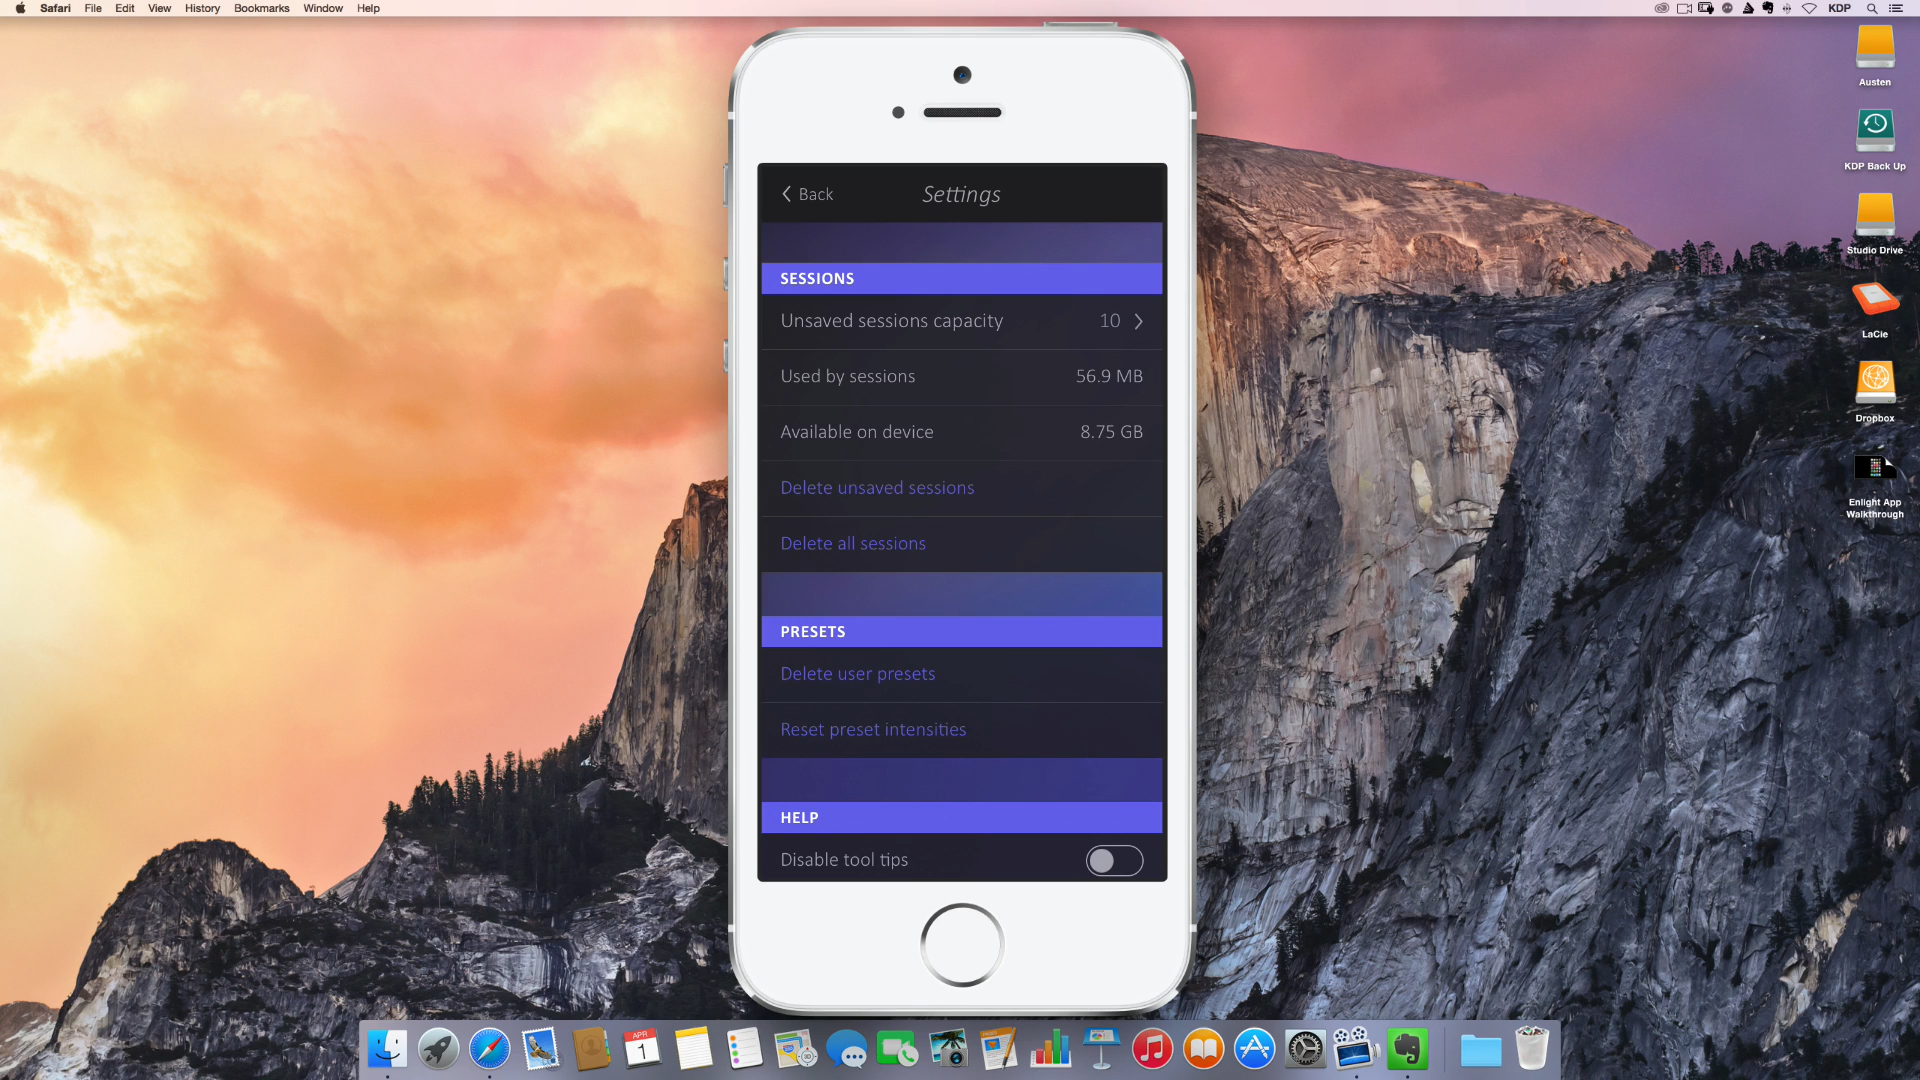 Safari File Edit View History Bookmarks Window Help
KDP
Austen
KDP Back Up
Studio Drive
LaCie
Dropbox
Enlight App
Walkthrough
Back
Settings
SESSIONS
Unsaved sessions capacity 10
Used by sessions 56.9 MB
Available on device 8.75 GB
Delete unsaved sessions
Delete all sessions
PRESETS
Delete user presets
Reset preset intensities
HELP
Disable tool tips
APR
1